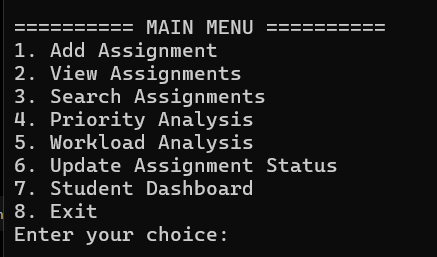 ========== MAIN MENU ==========
1. Add Assignment
2. View Assignments
3. Search Assignments
4. Priority Analysis
5. Workload Analysis
6. Update Assignment Status
7. Student Dashboard
8. Exit
Enter your choice: